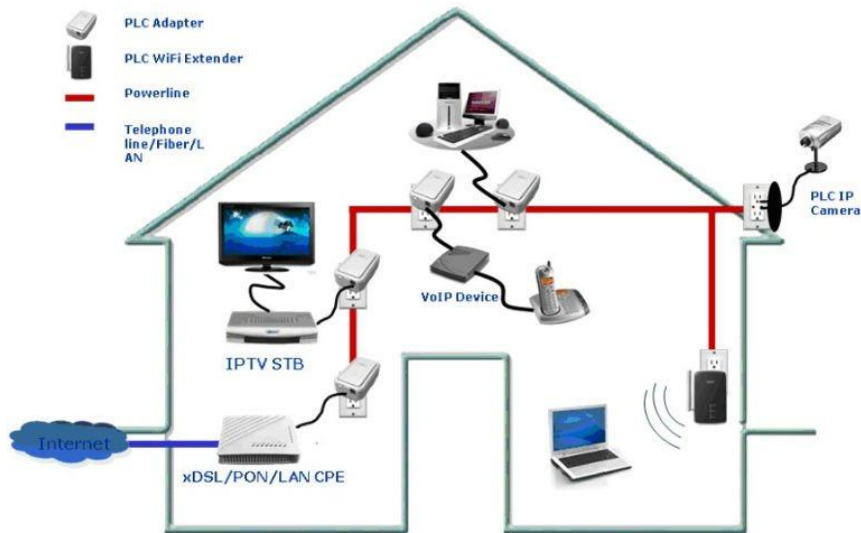 PLC Adapter
PLC WiFi Extender
Powerline
Telephone
line/Fiber/L
AN
PLC IP
Camera
VoIP Device
IPTV STB
Internet
xDSL/PON/LAN CPE